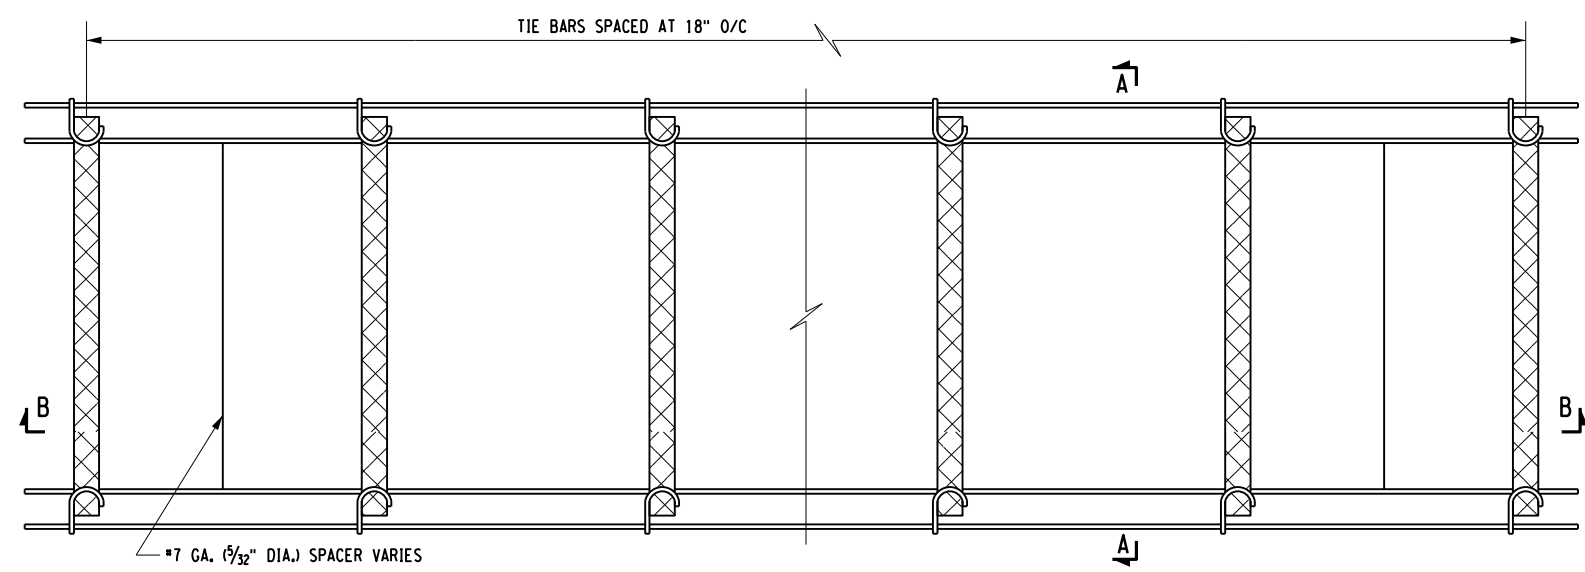 TIE BARS SPACED AT 18" O/C
A
B
B
A
#7 GA. (5/32" DIA.) SPACER VARIES